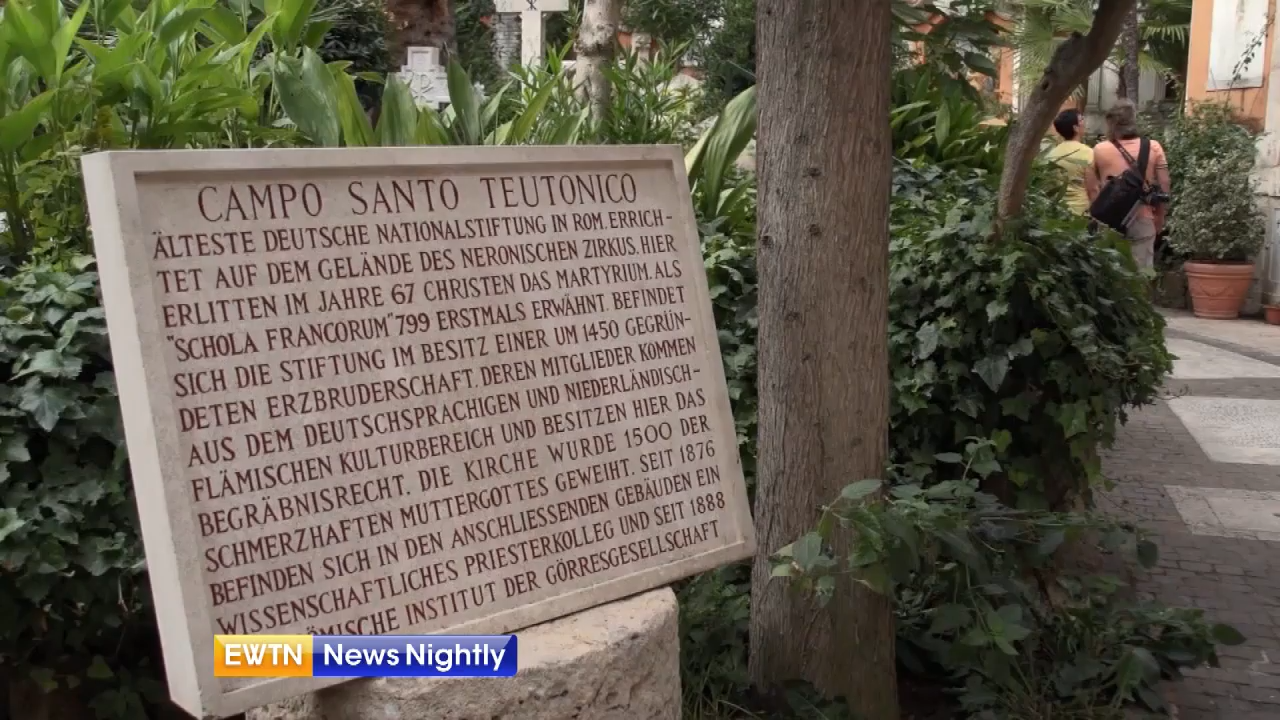 CAMPO SANTO TEUTONICO
ÄLTESTE DEUTSCHE NATIONALSTIFTUNG IN ROM. ERRICH-
TET AUF DEM GELÄNDE DES NERONISCHEN ZIRKUS. HIER
ERLITTEN IM JAHRE 67 CHRISTEN DAS MARTYRIUM. ALS
"SCHOLA FRANCORUM" 799 ERSTMALS ERWÄHNT. BEFINDET
SICH DIE STIFTUNG IM BESITZ EINER UM 1450 GEGRÜN-
DETEN ERZBRUDERSCHAFT, DEREN MITGLIEDER KOMMEN
AUS DEM DEUTSCHSPRACHIGEN UND NIEDERLÄNDISCH-
FLÄMISCHEN KULTURBEREICH UND BESITZEN HIER DAS
BEGRÄBNISRECHT. DIE KIRCHE WURDE 1500 DER
SCHMERZHAFTEN MUTTERGOTTES GEWEIHT. SEIT 1876
BEFINDEN SICH IN DEN ANSCHLIESSENDEN GEBÄUDEN EIN
WISSENSCHAFTLICHES PRIESTERKOLLEG UND SEIT 1888
INSTITUT DER GÖRRESGESELLSCHAFT
EWTN News Nightly